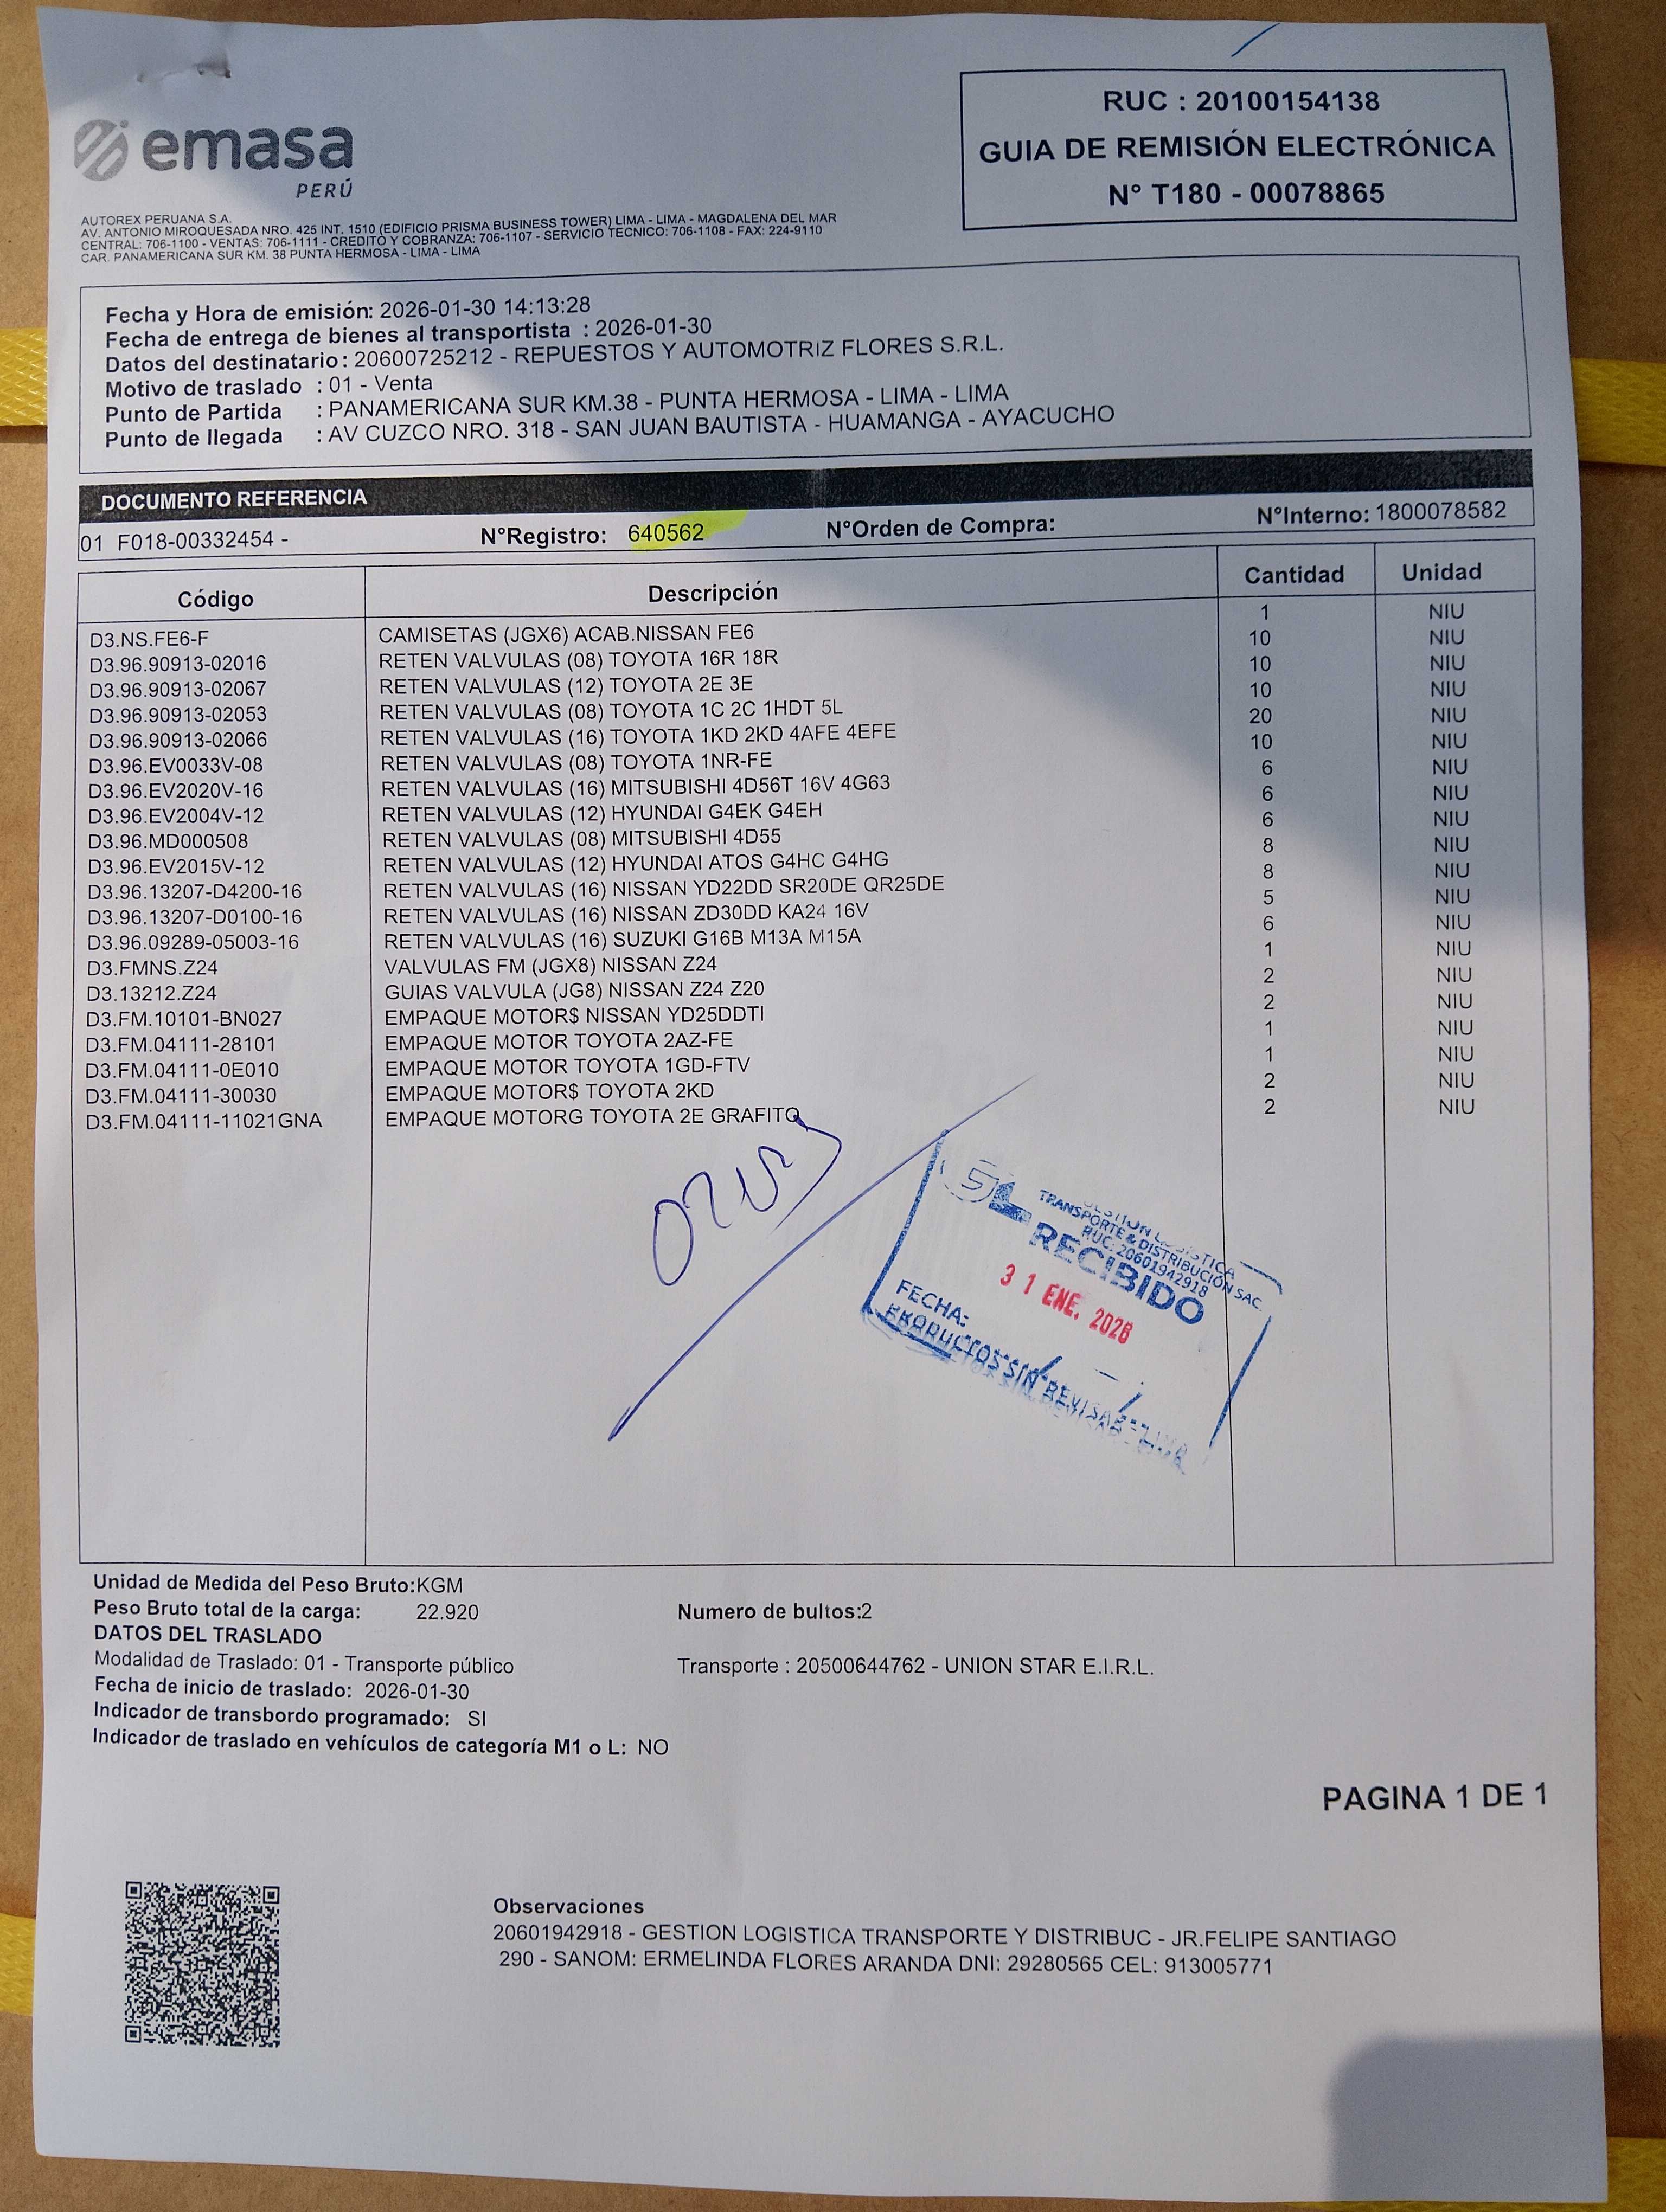 emasa
PERÚ
RUC : 20100154138
GUIA DE REMISIÓN ELECTRÓNICA
N° T180 - 00078865
AUTOREX PERUANA S.A.
AV. ANTONIO MIROQUESADA NRO. 425 INT. 1510 (EDIFICIO PRISMA BUSINESS TOWER) LIMA - LIMA - MAGDALENA DEL MAR
CENTRAL: 706-1100 - VENTAS: 706-1111 - CREDITO Y COBRANZA: 706-1107 - SERVICIO TECNICO: 706-1108 - FAX: 224-9110
CAR. PANAMERICANA SUR KM. 38 PUNTA HERMOSA - LIMA - LIMA
Fecha y Hora de emisión: 2026-01-30 14:13:28
Fecha de entrega de bienes al transportista : 2026-01-30
Datos del destinatario: 20600725212 - REPUESTOS Y AUTOMOTRIZ FLORES S.R.L.
Motivo de traslado : 01 - Venta
Punto de Partida : PANAMERICANA SUR KM.38 - PUNTA HERMOSA - LIMA - LIMA
Punto de llegada : AV CUZCO NRO. 318 - SAN JUAN BAUTISTA - HUAMANGA - AYACUCHO
DOCUMENTO REFERENCIA
01 F018-00332454 - N°Registro: 640562 N°Orden de Compra: N°Interno: 1800078582
Código Descripción Cantidad Unidad
D3.NS.FE6-F CAMISETAS (JGX6) ACAB.NISSAN FE6 1 NIU
D3.96.90913-02016 RETEN VALVULAS (08) TOYOTA 16R 18R 10 NIU
D3.96.90913-02067 RETEN VALVULAS (12) TOYOTA 2E 3E 10 NIU
D3.96.90913-02053 RETEN VALVULAS (08) TOYOTA 1C 2C 1HDT 5L 10 NIU
D3.96.90913-02066 RETEN VALVULAS (16) TOYOTA 1KD 2KD 4AFE 4EFE 20 NIU
D3.96.EV0033V-08 RETEN VALVULAS (08) TOYOTA 1NR-FE 10 NIU
D3.96.EV2020V-16 RETEN VALVULAS (16) MITSUBISHI 4D56T 16V 4G63 6 NIU
D3.96.EV2004V-12 RETEN VALVULAS (12) HYUNDAI G4EK G4EH 6 NIU
D3.96.MD000508 RETEN VALVULAS (08) MITSUBISHI 4D55 6 NIU
D3.96.EV2015V-12 RETEN VALVULAS (12) HYUNDAI ATOS G4HC G4HG 8 NIU
D3.96.13207-D4200-16 RETEN VALVULAS (16) NISSAN YD22DD SR20DE QR25DE 8 NIU
D3.96.13207-D0100-16 RETEN VALVULAS (16) NISSAN ZD30DD KA24 16V 5 NIU
D3.96.09289-05003-16 RETEN VALVULAS (16) SUZUKI G16B M13A M15A 6 NIU
D3.FMNS.Z24 VALVULAS FM (JGX8) NISSAN Z24 1 NIU
D3.13212.Z24 GUIAS VALVULA (JG8) NISSAN Z24 Z20 2 NIU
D3.FM.10101-BN027 EMPAQUE MOTOR$ NISSAN YD25DDTI 2 NIU
D3.FM.04111-28101 EMPAQUE MOTOR TOYOTA 2AZ-FE 1 NIU
D3.FM.04111-0E010 EMPAQUE MOTOR TOYOTA 1GD-FTV 1 NIU
D3.FM.04111-30030 EMPAQUE MOTOR$ TOYOTA 2KD 2 NIU
D3.FM.04111-11021GNA EMPAQUE MOTORG TOYOTA 2E GRAFITO 2 NIU
GESTION LOGISTICA
TRANSPORTE & DISTRIBUCIÓN SAC.
RUC: 20601942918
RECIBIDO
31 ENE. 2026
FECHA:
PRODUCTOS SIN REVISAR
Unidad de Medida del Peso Bruto:KGM
Peso Bruto total de la carga: 22.920 Numero de bultos:2
DATOS DEL TRASLADO
Modalidad de Traslado: 01 - Transporte público Transporte : 20500644762 - UNION STAR E.I.R.L.
Fecha de inicio de traslado: 2026-01-30
Indicador de transbordo programado: SI
Indicador de traslado en vehículos de categoría M1 o L: NO
PAGINA 1 DE 1
Observaciones
20601942918 - GESTION LOGISTICA TRANSPORTE Y DISTRIBUC - JR.FELIPE SANTIAGO
290 - SANOM: ERMELINDA FLORES ARANDA DNI: 29280565 CEL: 913005771